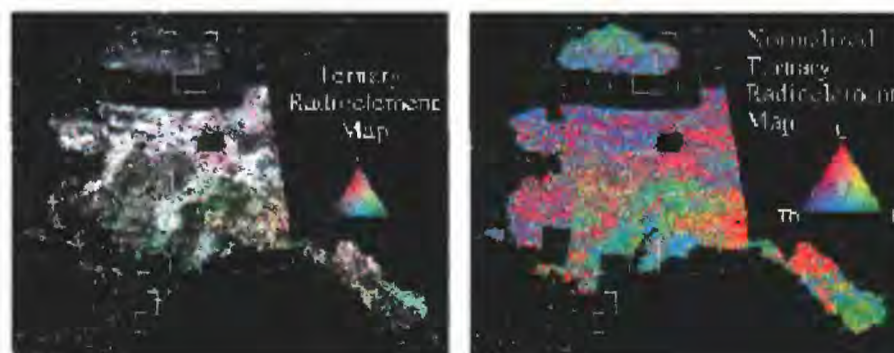 Ternary
Radioelement
Map
Normalized
Ternary
Radioelement
Map
Th